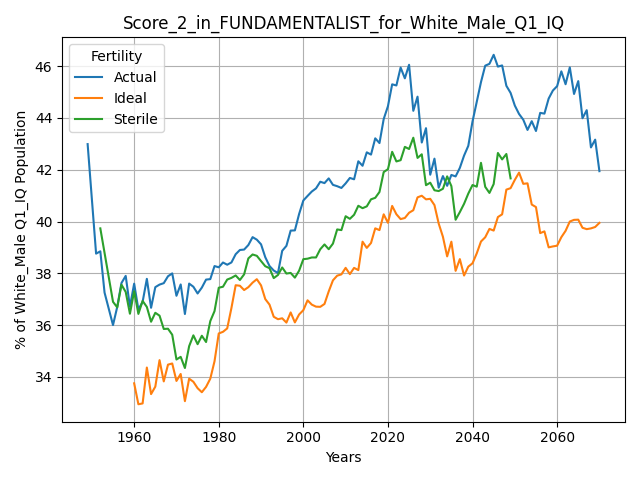 Score_2_in_FUNDAMENTALIST_for_White_Male_Q1_IQ
Fertility
Actual
Ideal
Sterile
% of White_Male Q1_IQ Population
46
44
42
40
38
36
34
1960
1980
2000
2020
2040
2060
Years